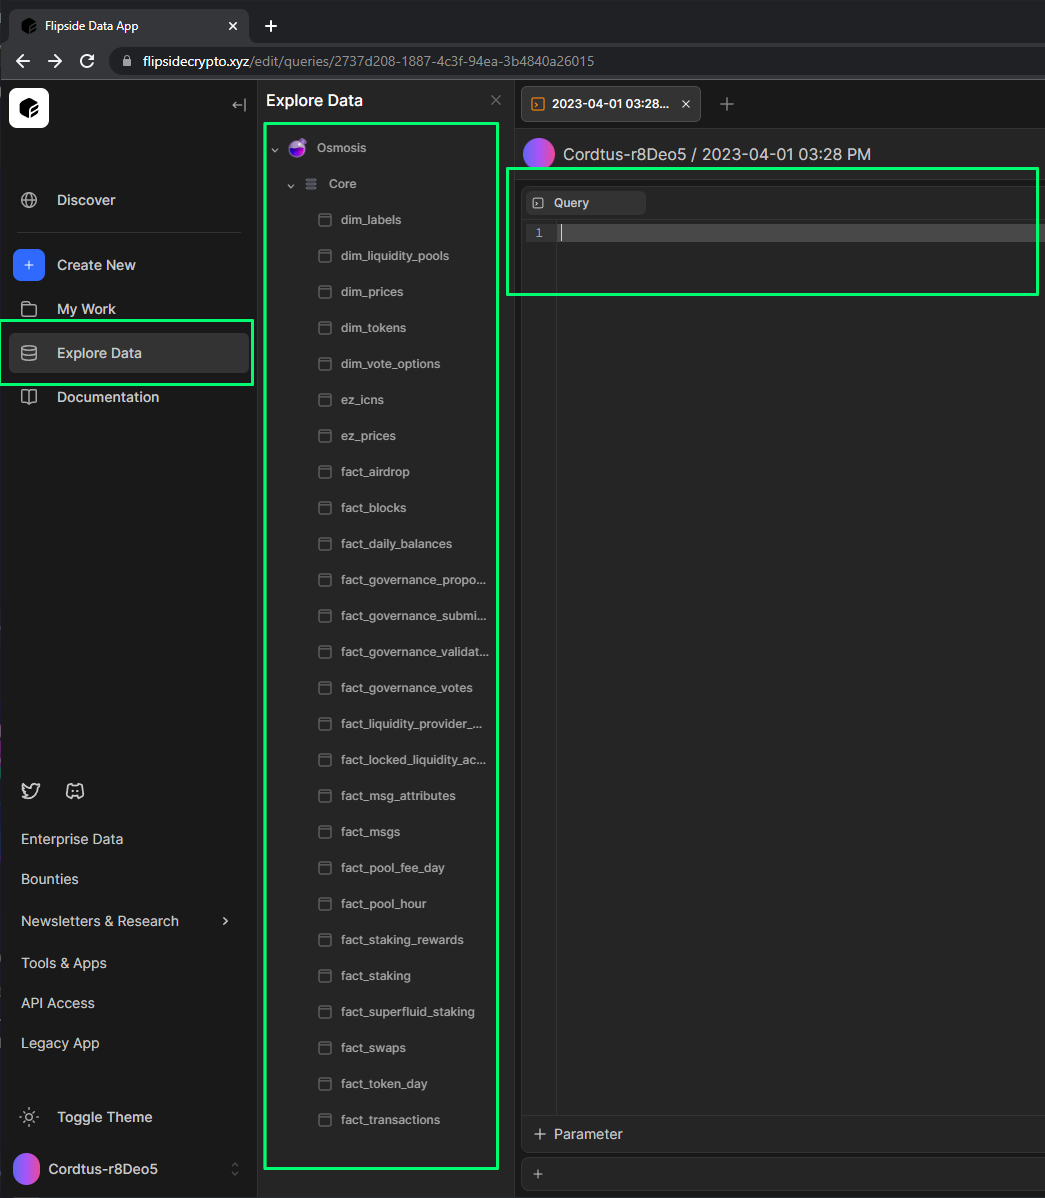 Flipside Data App
flipsidecrypto.xyz/edit/queries/2737d208-1887-4c3f-94ea-3b4840a26015
Discover
Create New
My Work
Explore Data
Documentation
Enterprise Data
Bounties
Newsletters & Research
Tools & Apps
API Access
Legacy App
Toggle Theme
Cordtus-r8Deo5
Explore Data
Osmosis
Core
dim_labels
dim_liquidity_pools
dim_prices
dim_tokens
dim_vote_options
ez_icns
ez_prices
fact_airdrop
fact_blocks
fact_daily_balances
fact_governance_propo...
fact_governance_submi...
fact_governance_validat...
fact_governance_votes
fact_liquidity_provider_...
fact_locked_liquidity_ac...
fact_msg_attributes
fact_msgs
fact_pool_fee_day
fact_pool_hour
fact_staking_rewards
fact_staking
fact_superfluid_staking
fact_swaps
fact_token_day
fact_transactions
2023-04-01 03:28...
Cordtus-r8Deo5 / 2023-04-01 03:28 PM
Query
1
+ Parameter
+